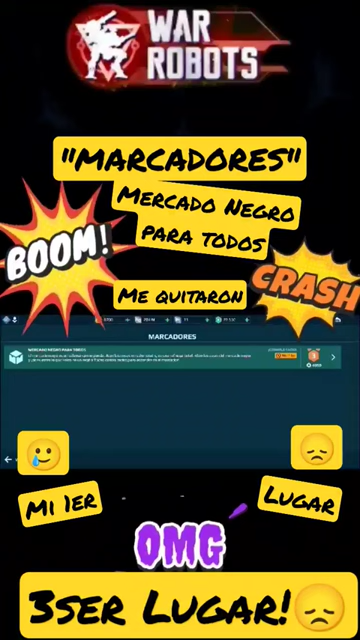 WAR
ROBOTS
"MARCADORES"
MERCADO NEGRO
PARA TODOS
BOOM!
CRASH
ME QUITARON
MARCADORES
MERCADO NEGRO PARA TODOS
MI 1ER
LUGAR
OMG
3SER LUGAR!